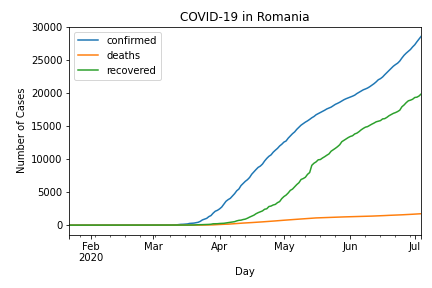 COVID-19 in Romania
30000
25000
20000
15000
10000
5000
0
Number of Cases
confirmed
deaths
recovered
Feb Mar Apr May Jun Jul
2020
Day